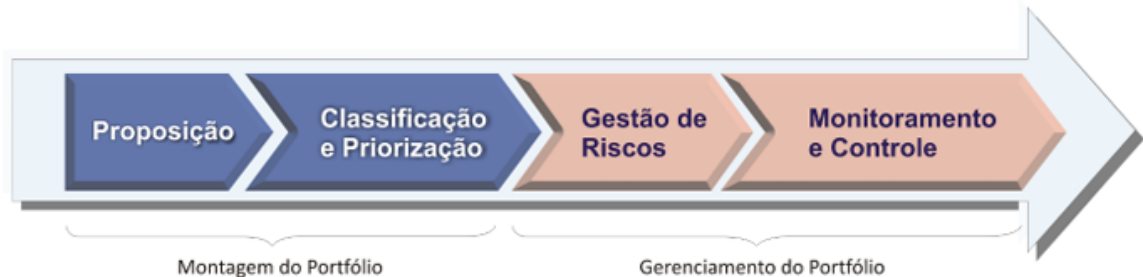 Proposição
Classificação
e Priorização
Gestão de
Riscos
Monitoramento
e Controle
Montagem do Portfólio
Gerenciamento do Portfólio